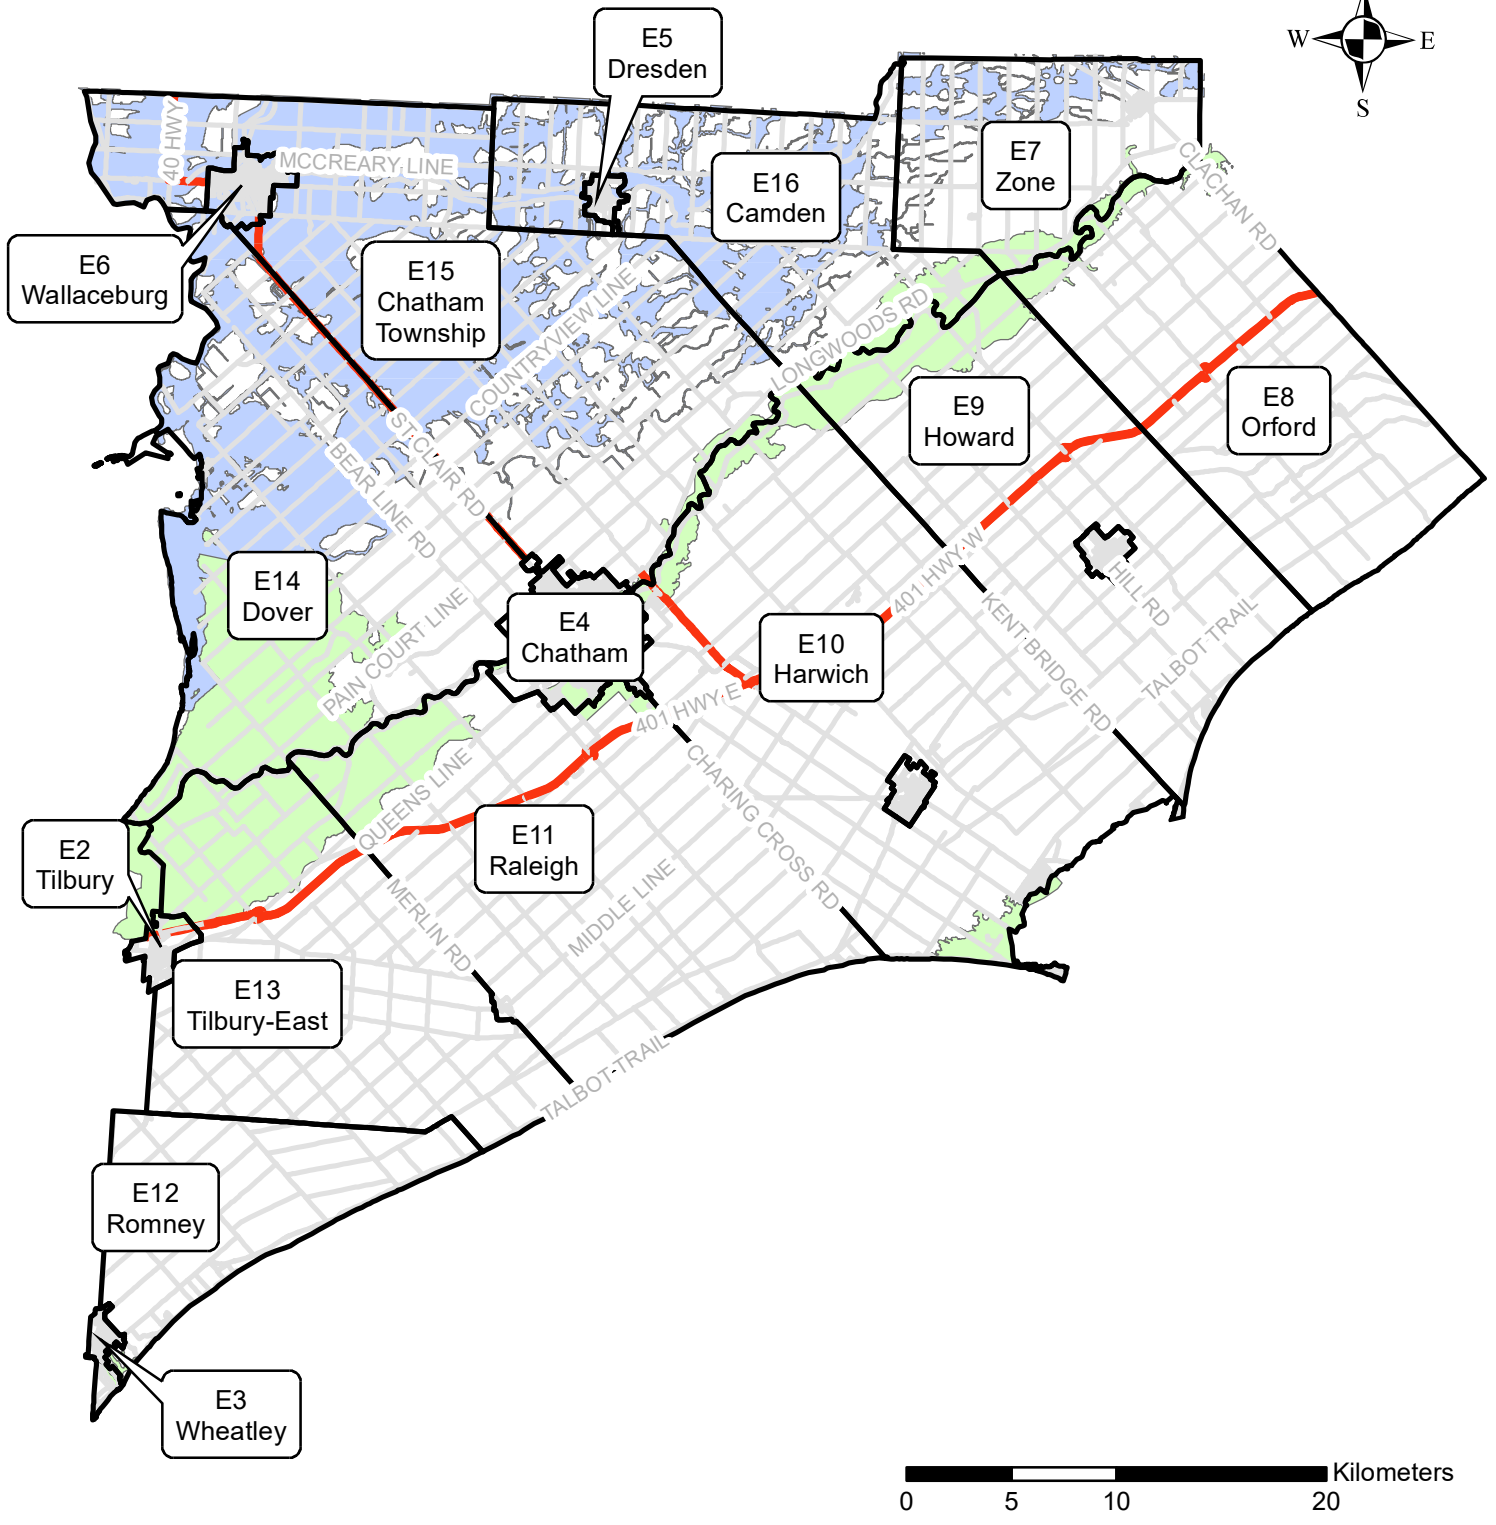 E5
Dresden
W
E
S
40 HWY
MCCREARY LINE
E7
Zone
CLACHAN RD
E16
Camden
E6
Wallaceburg
E15
Chatham
Township
COUNTRYVIEW LINE
LONGWOODS RD
E9
Howard
E8
Orford
ST CLAIR RD
BEAR LINE RD
E14
Dover
PAIN COURT LINE
E4
Chatham
401 HWY W
HILL RD
KENT BRIDGE RD
TALBOT TRAIL
E10
Harwich
401 HWY E
QUEENS LINE
CHARING CROSS RD
E2
Tilbury
E11
Raleigh
MERLIN RD
MIDDLE LINE
E13
Tilbury-East
TALBOT TRAIL
E12
Romney
E3
Wheatley
Kilometers
0 5 10 20